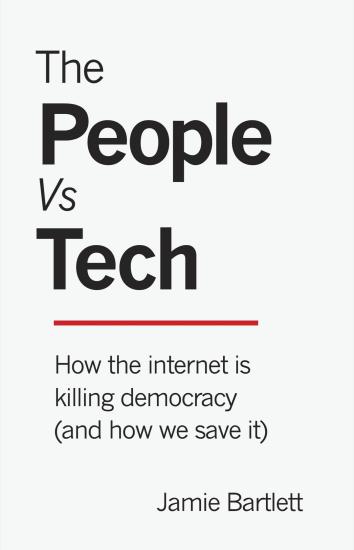 The
People
Vs
Tech
How the internet is
killing democracy
(and how we save it)
Jamie Bartlett